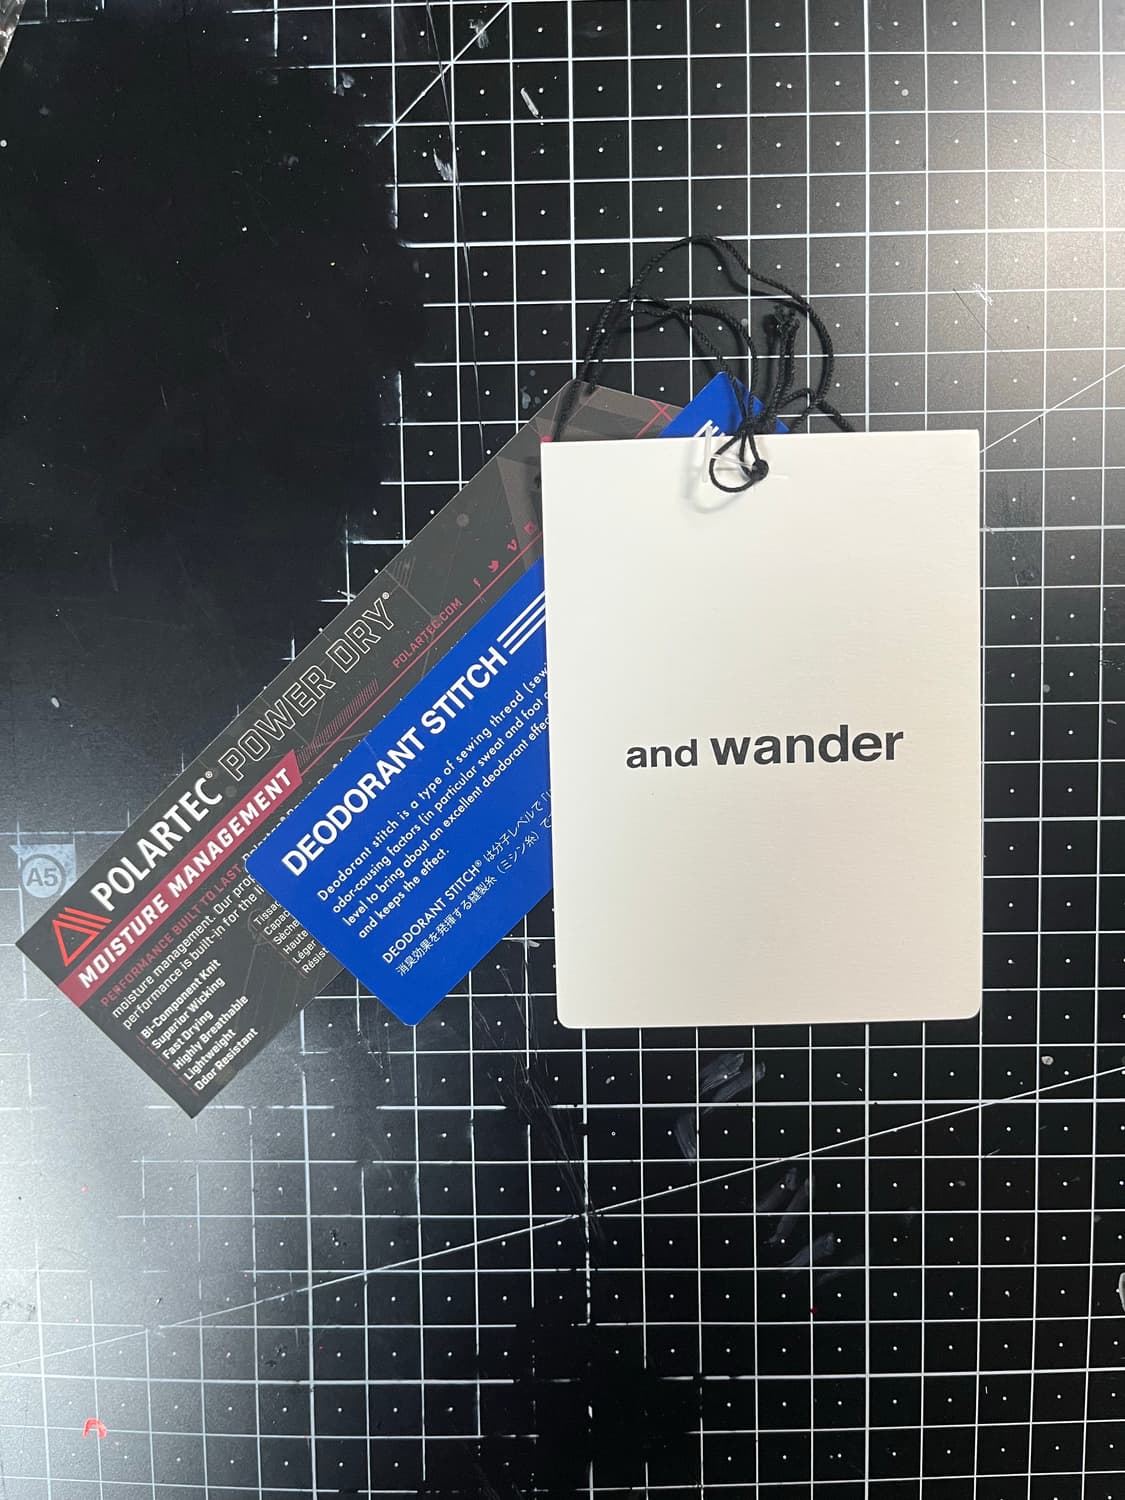 and wander
DEODORANT STITCH
Deodorant stitch is a type of sewing thread
odor-causing factors (in particular sweat and foot
level to bring about an excellent deodorant
and keeps the effect.
DEODORANT STITCH® は分子レベルで
消臭効果を発揮する縫製糸（ミシン糸）で
POLARTEC® POWER DRY®
MOISTURE MANAGEMENT
POLARTEC.COM
PERFORMANCE BUILT TO LAST
moisture management. Our
performance is built-in for the
Bi-Component Knit
Superior Wicking
Fast Drying
Highly Breathable
Lightweight
Odor Resistant
Haute
Léger
A5